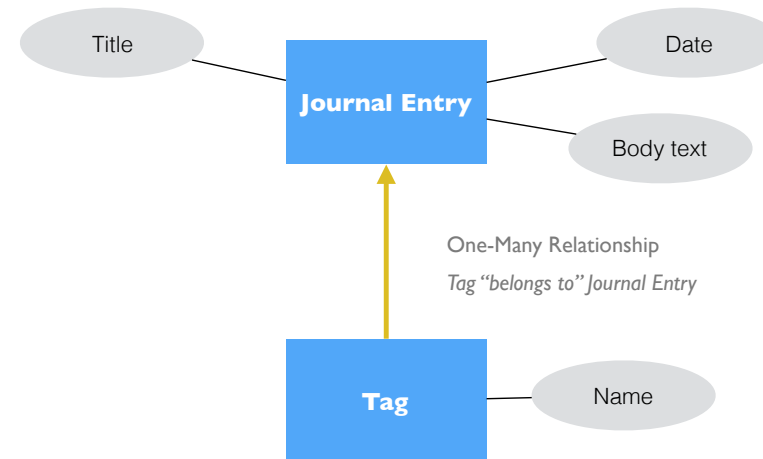 Title
Date
Journal Entry
Body text
One-Many Relationship
Tag “belongs to” Journal Entry
Tag
Name